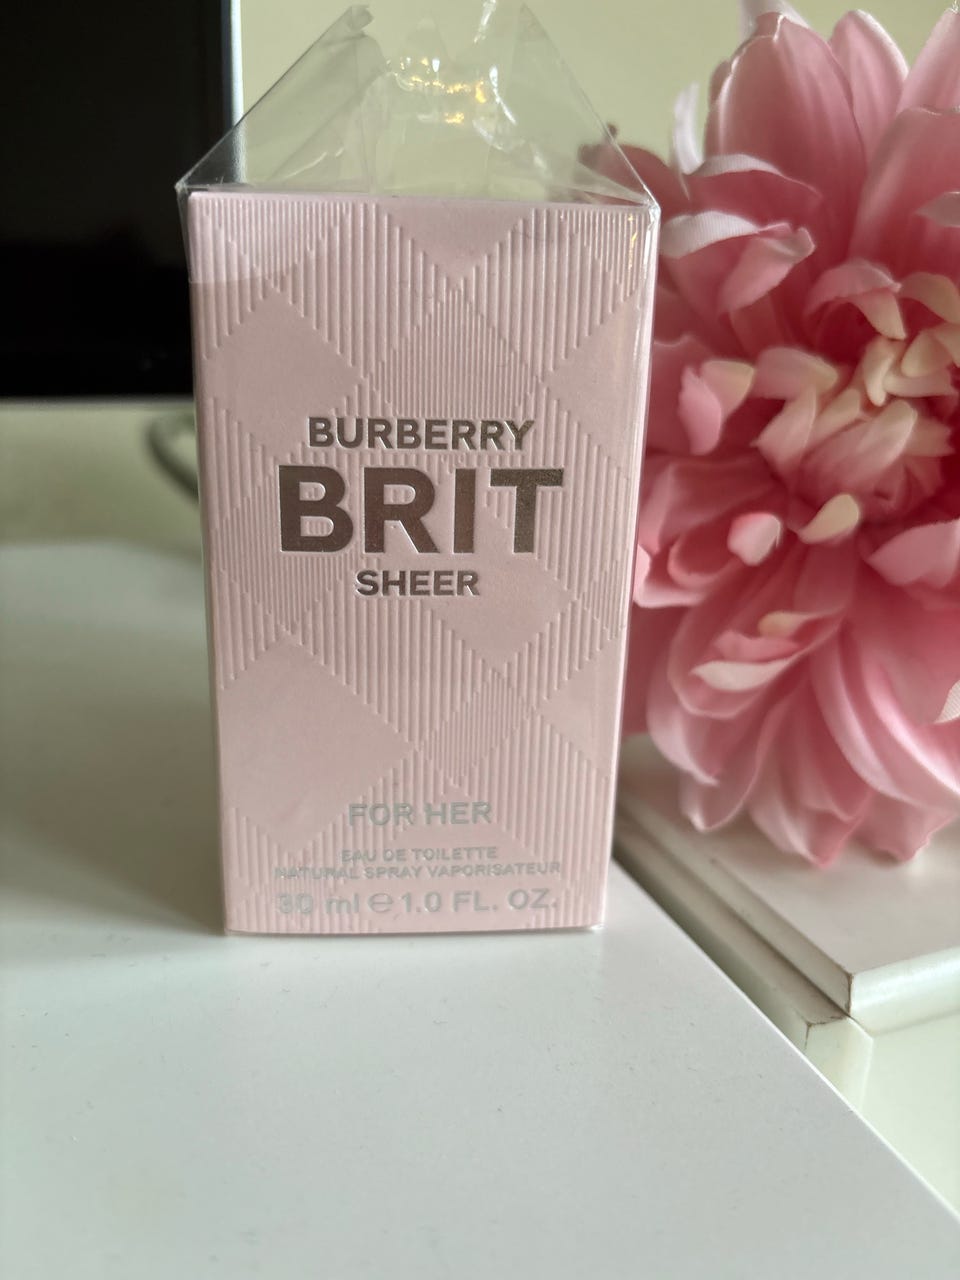 BURBERRY
BRIT
SHEER
FOR HER
EAU DE TOILETTE
NATURAL SPRAY VAPORISATEUR
30 ml ℮ 1.0 FL. OZ.